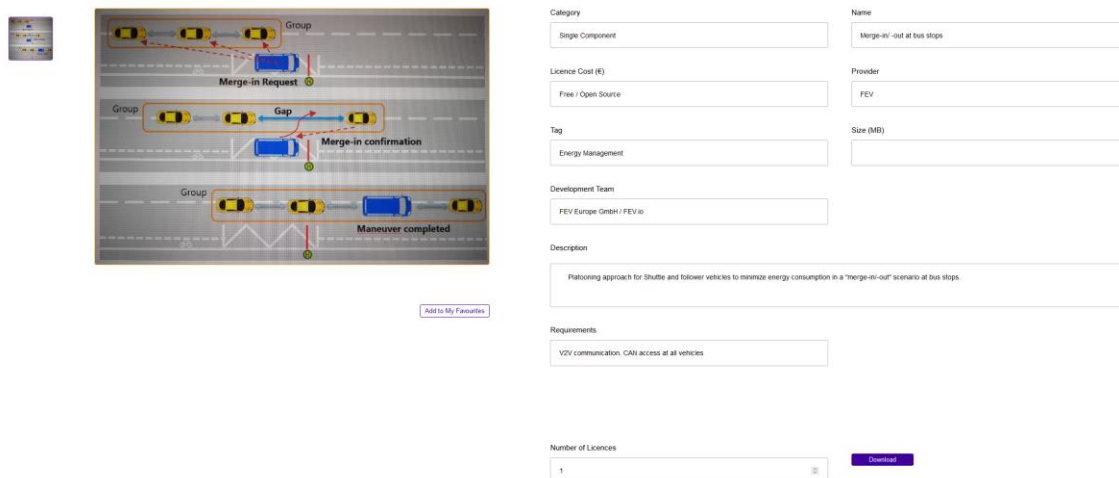 Group
Merge-in Request
H
Group
Gap
Merge-in confirmation
H
Group
Maneuver completed
H
Add to My Favourites
Category
Single Component
Name
Merge-in/ -out at bus stops
Licence Cost (€)
Free / Open Source
Provider
FEV
Tag
Energy Management
Size (MB)
Development Team
FEV Europe GmbH / FEV.io
Description
Platooning approach for Shuttle and follower vehicles to minimize energy consumption in a "merge-in/-out" scenario at bus stops.
Requirements
V2V communication, CAN access at all vehicles
Number of Licences
1
Download